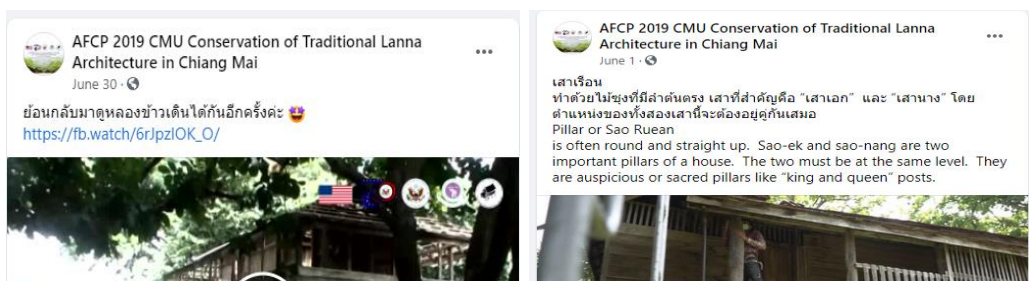 AFCP 2019 CMU Conservation of Traditional Lanna
Architecture in Chiang Mai
June 30
ย้อนกลับมาดูหลองข้าวเดินได้กันอีกครั้งค่ะ 🤩
https://fb.watch/6rJpzlOK_O/
AFCP 2019 CMU Conservation of Traditional Lanna
Architecture in Chiang Mai
June 1
เสาเรือน
ทำด้วยไม้ซุงที่มีลำต้นตรง เสาที่สำคัญคือ "เสาเอก" และ "เสานาง" โดย
ตำแหน่งของทั้งสองเสานี้จะต้องอยู่คู่กันเสมอ
Pillar or Sao Ruean
is often round and straight up. Sao-ek and sao-nang are two
important pillars of a house. The two must be at the same level. They
are auspicious or sacred pillars like "king and queen" posts.